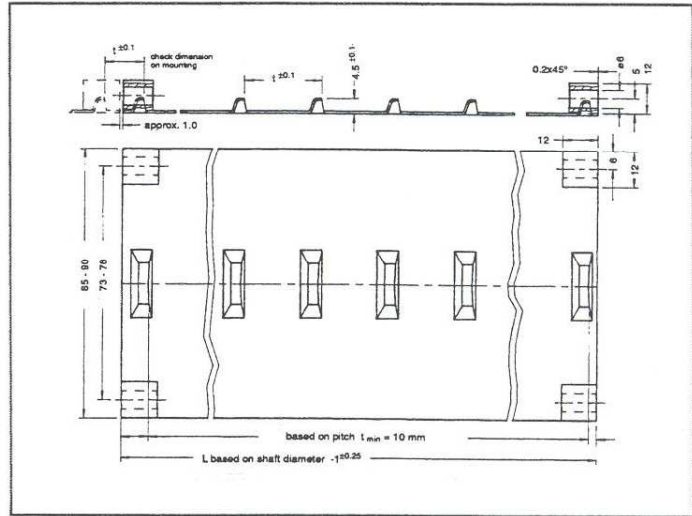 t ±0.1
check dimension
on mounting
t ±0.1
4.5 ±0.1
0.2x45°
ø6
5
12
approx. 1.0
12
6
12
85 - 90
73 - 78
based on pitch t min = 10 mm
L based on shaft diameter -1±0.25